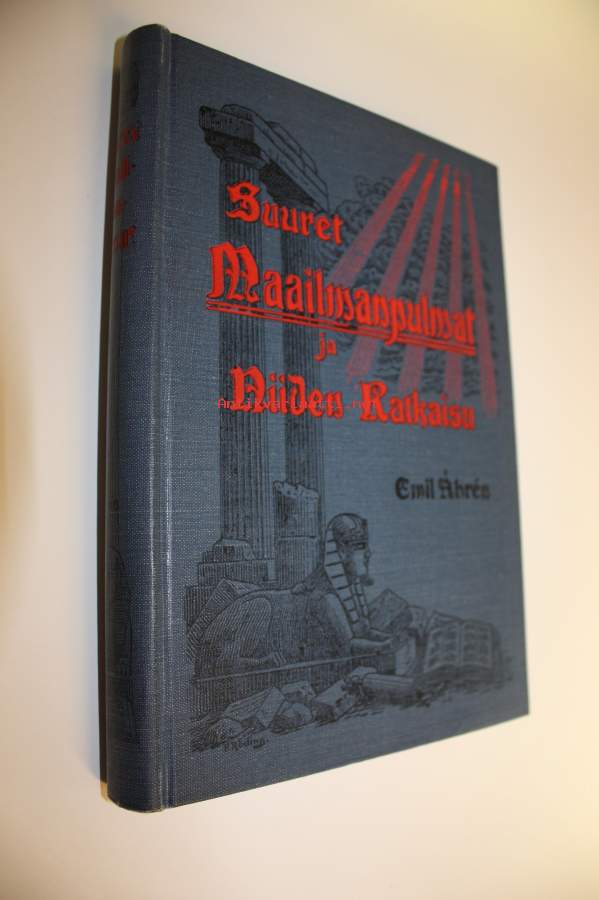 Suuret
Maailmanpulmat
ja
Niiden Ratkaisu
Emil Åhrén